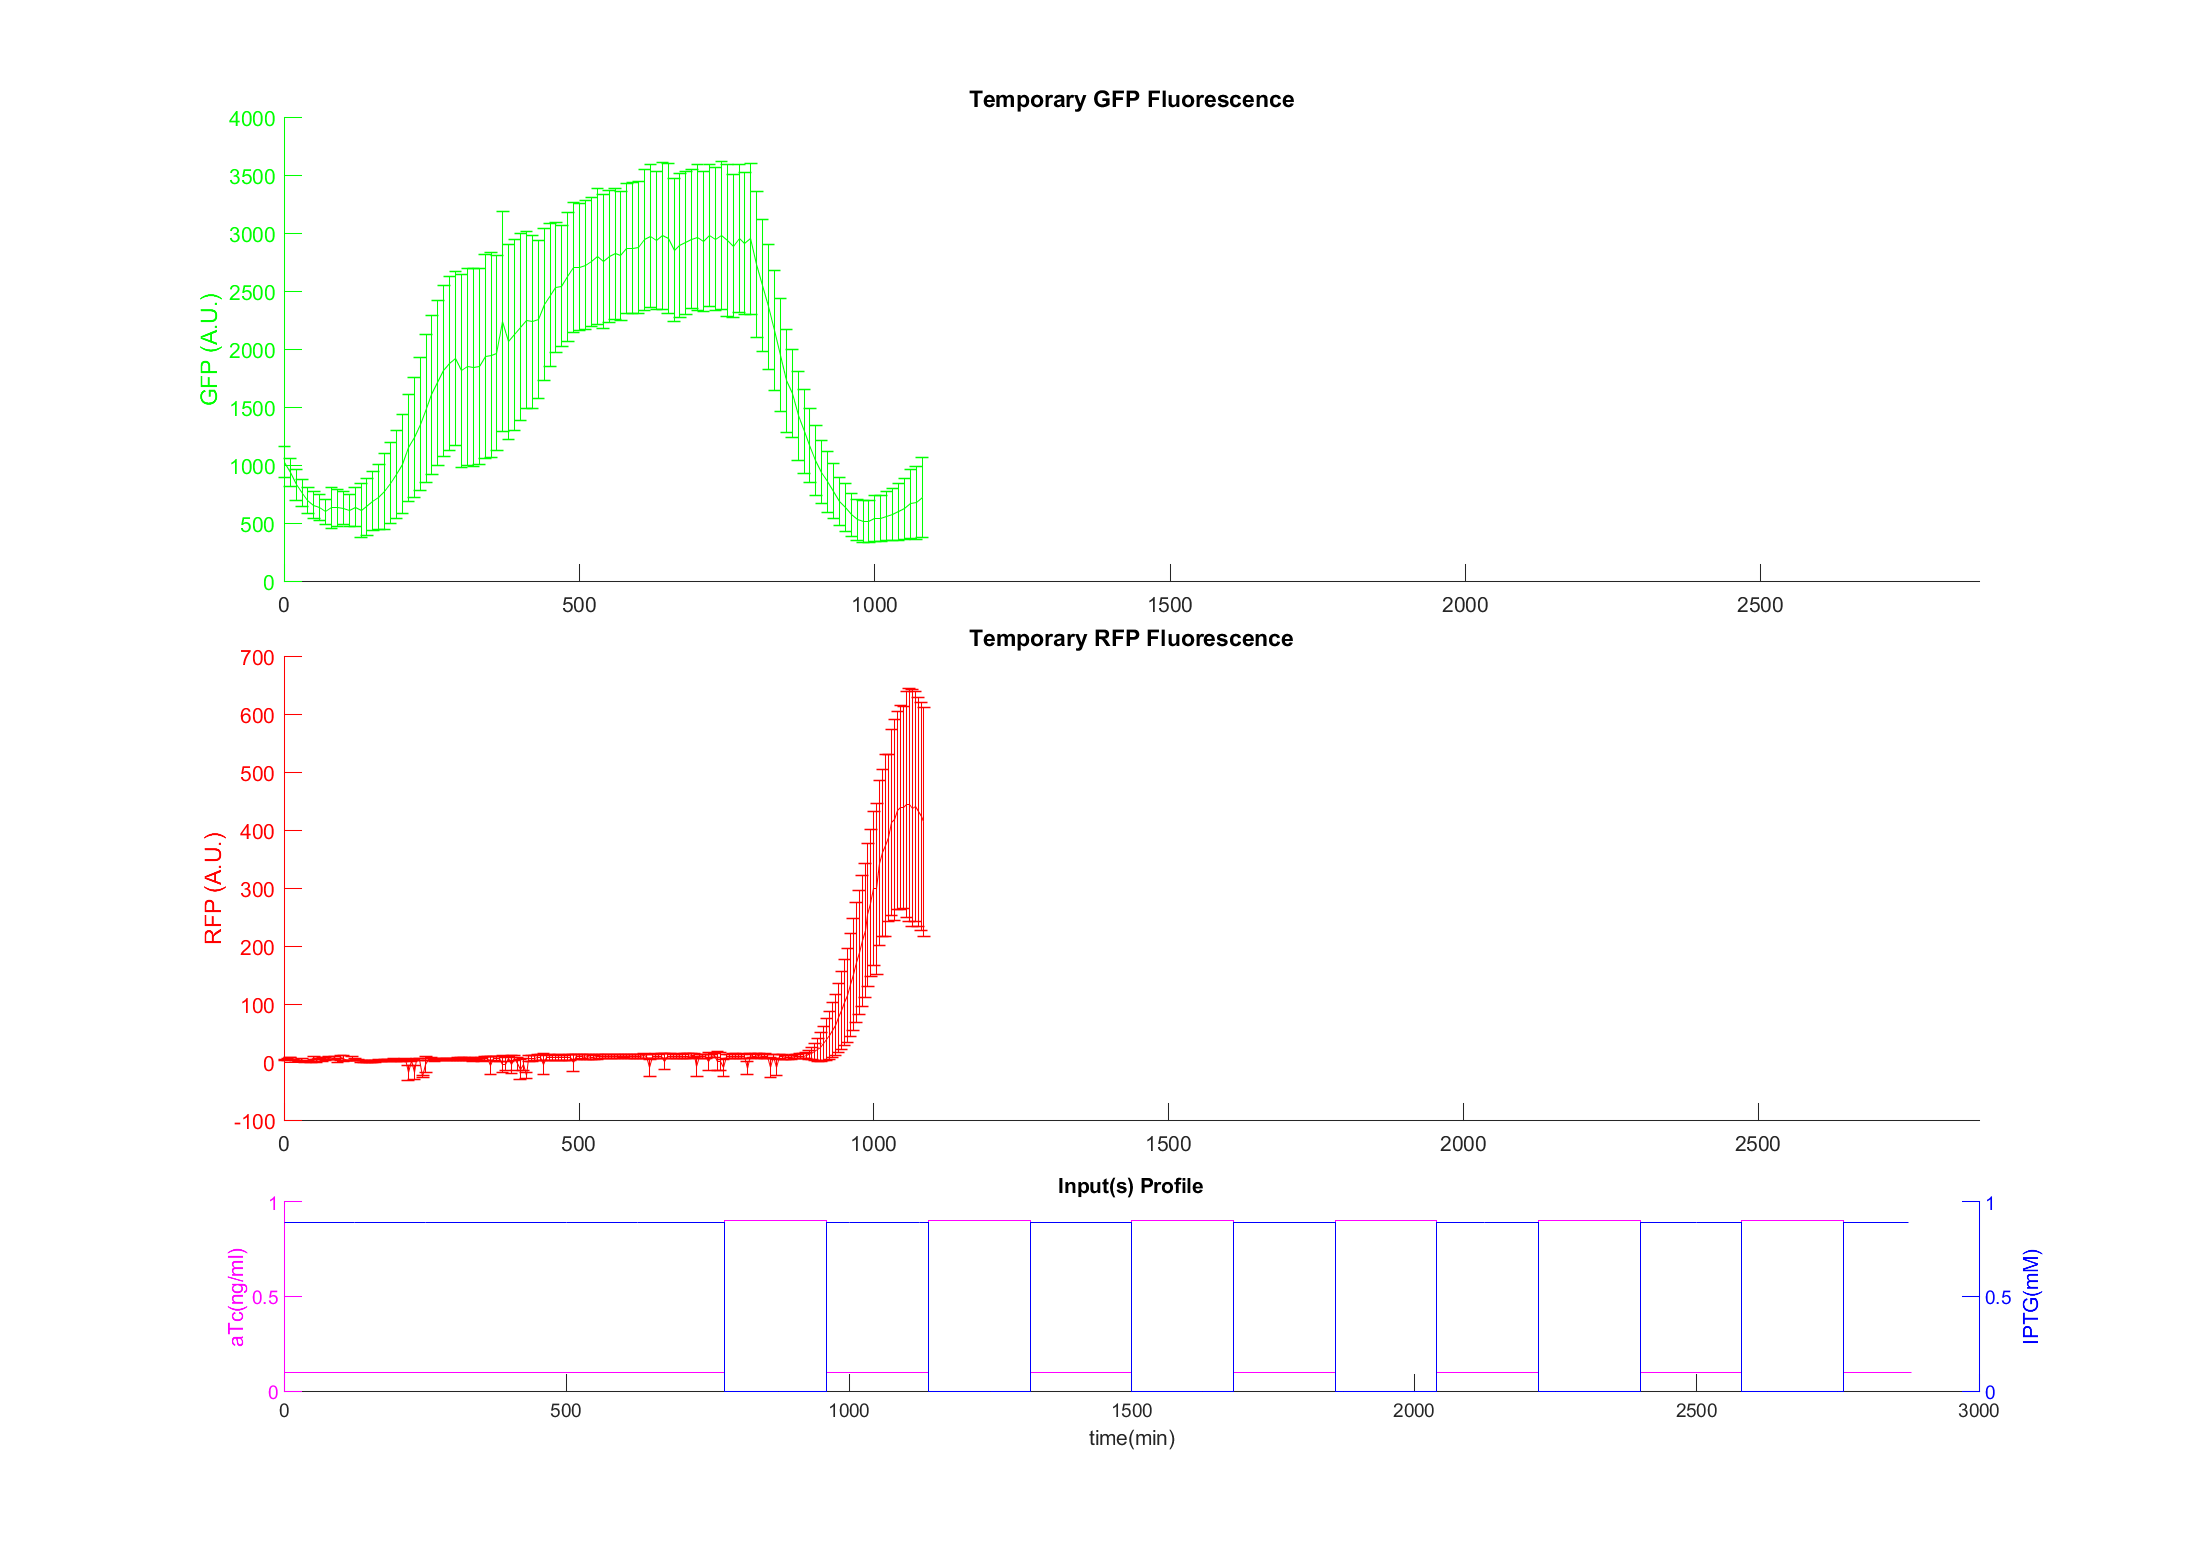 Temporary GFP Fluorescence
4000
3500
3000
2500
2000
1500
1000
500
0
GFP (A.U.)
0 500 1000 1500 2000 2500
Temporary RFP Fluorescence
700
600
500
400
300
200
100
0
-100
RFP (A.U.)
0 500 1000 1500 2000 2500
Input(s) Profile
1
0.5
0
aTc(ng/ml)
1
0.5
0
IPTG(mM)
0 500 1000 1500 2000 2500 3000
time(min)